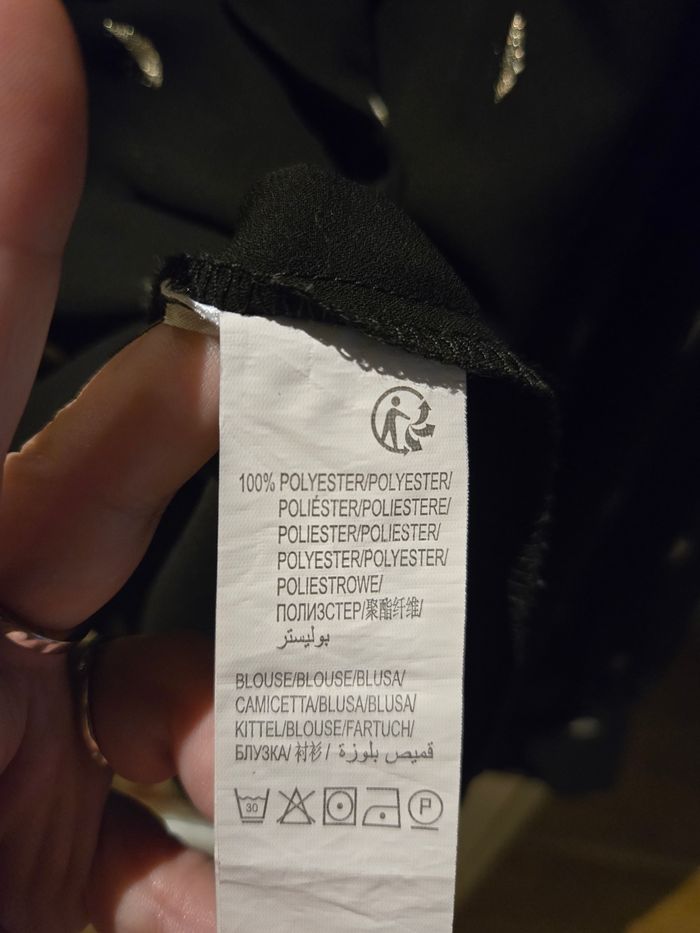 100% POLYESTER/POLYESTER/
POLIÉSTER/POLIESTERE/
POLIESTER/POLIESTER/
POLYESTER/POLYESTER/
POLIESTROWE/
ПОЛИЗСТЕР/聚酯纤维/
بوليستر
BLOUSE/BLOUSE/BLUSA/
CAMICETTA/BLUSA/BLUSA/
KITTEL/BLOUSE/FARTUCH/
БЛУЗКА/ 衬衫 / قميص بلوزة
30 P